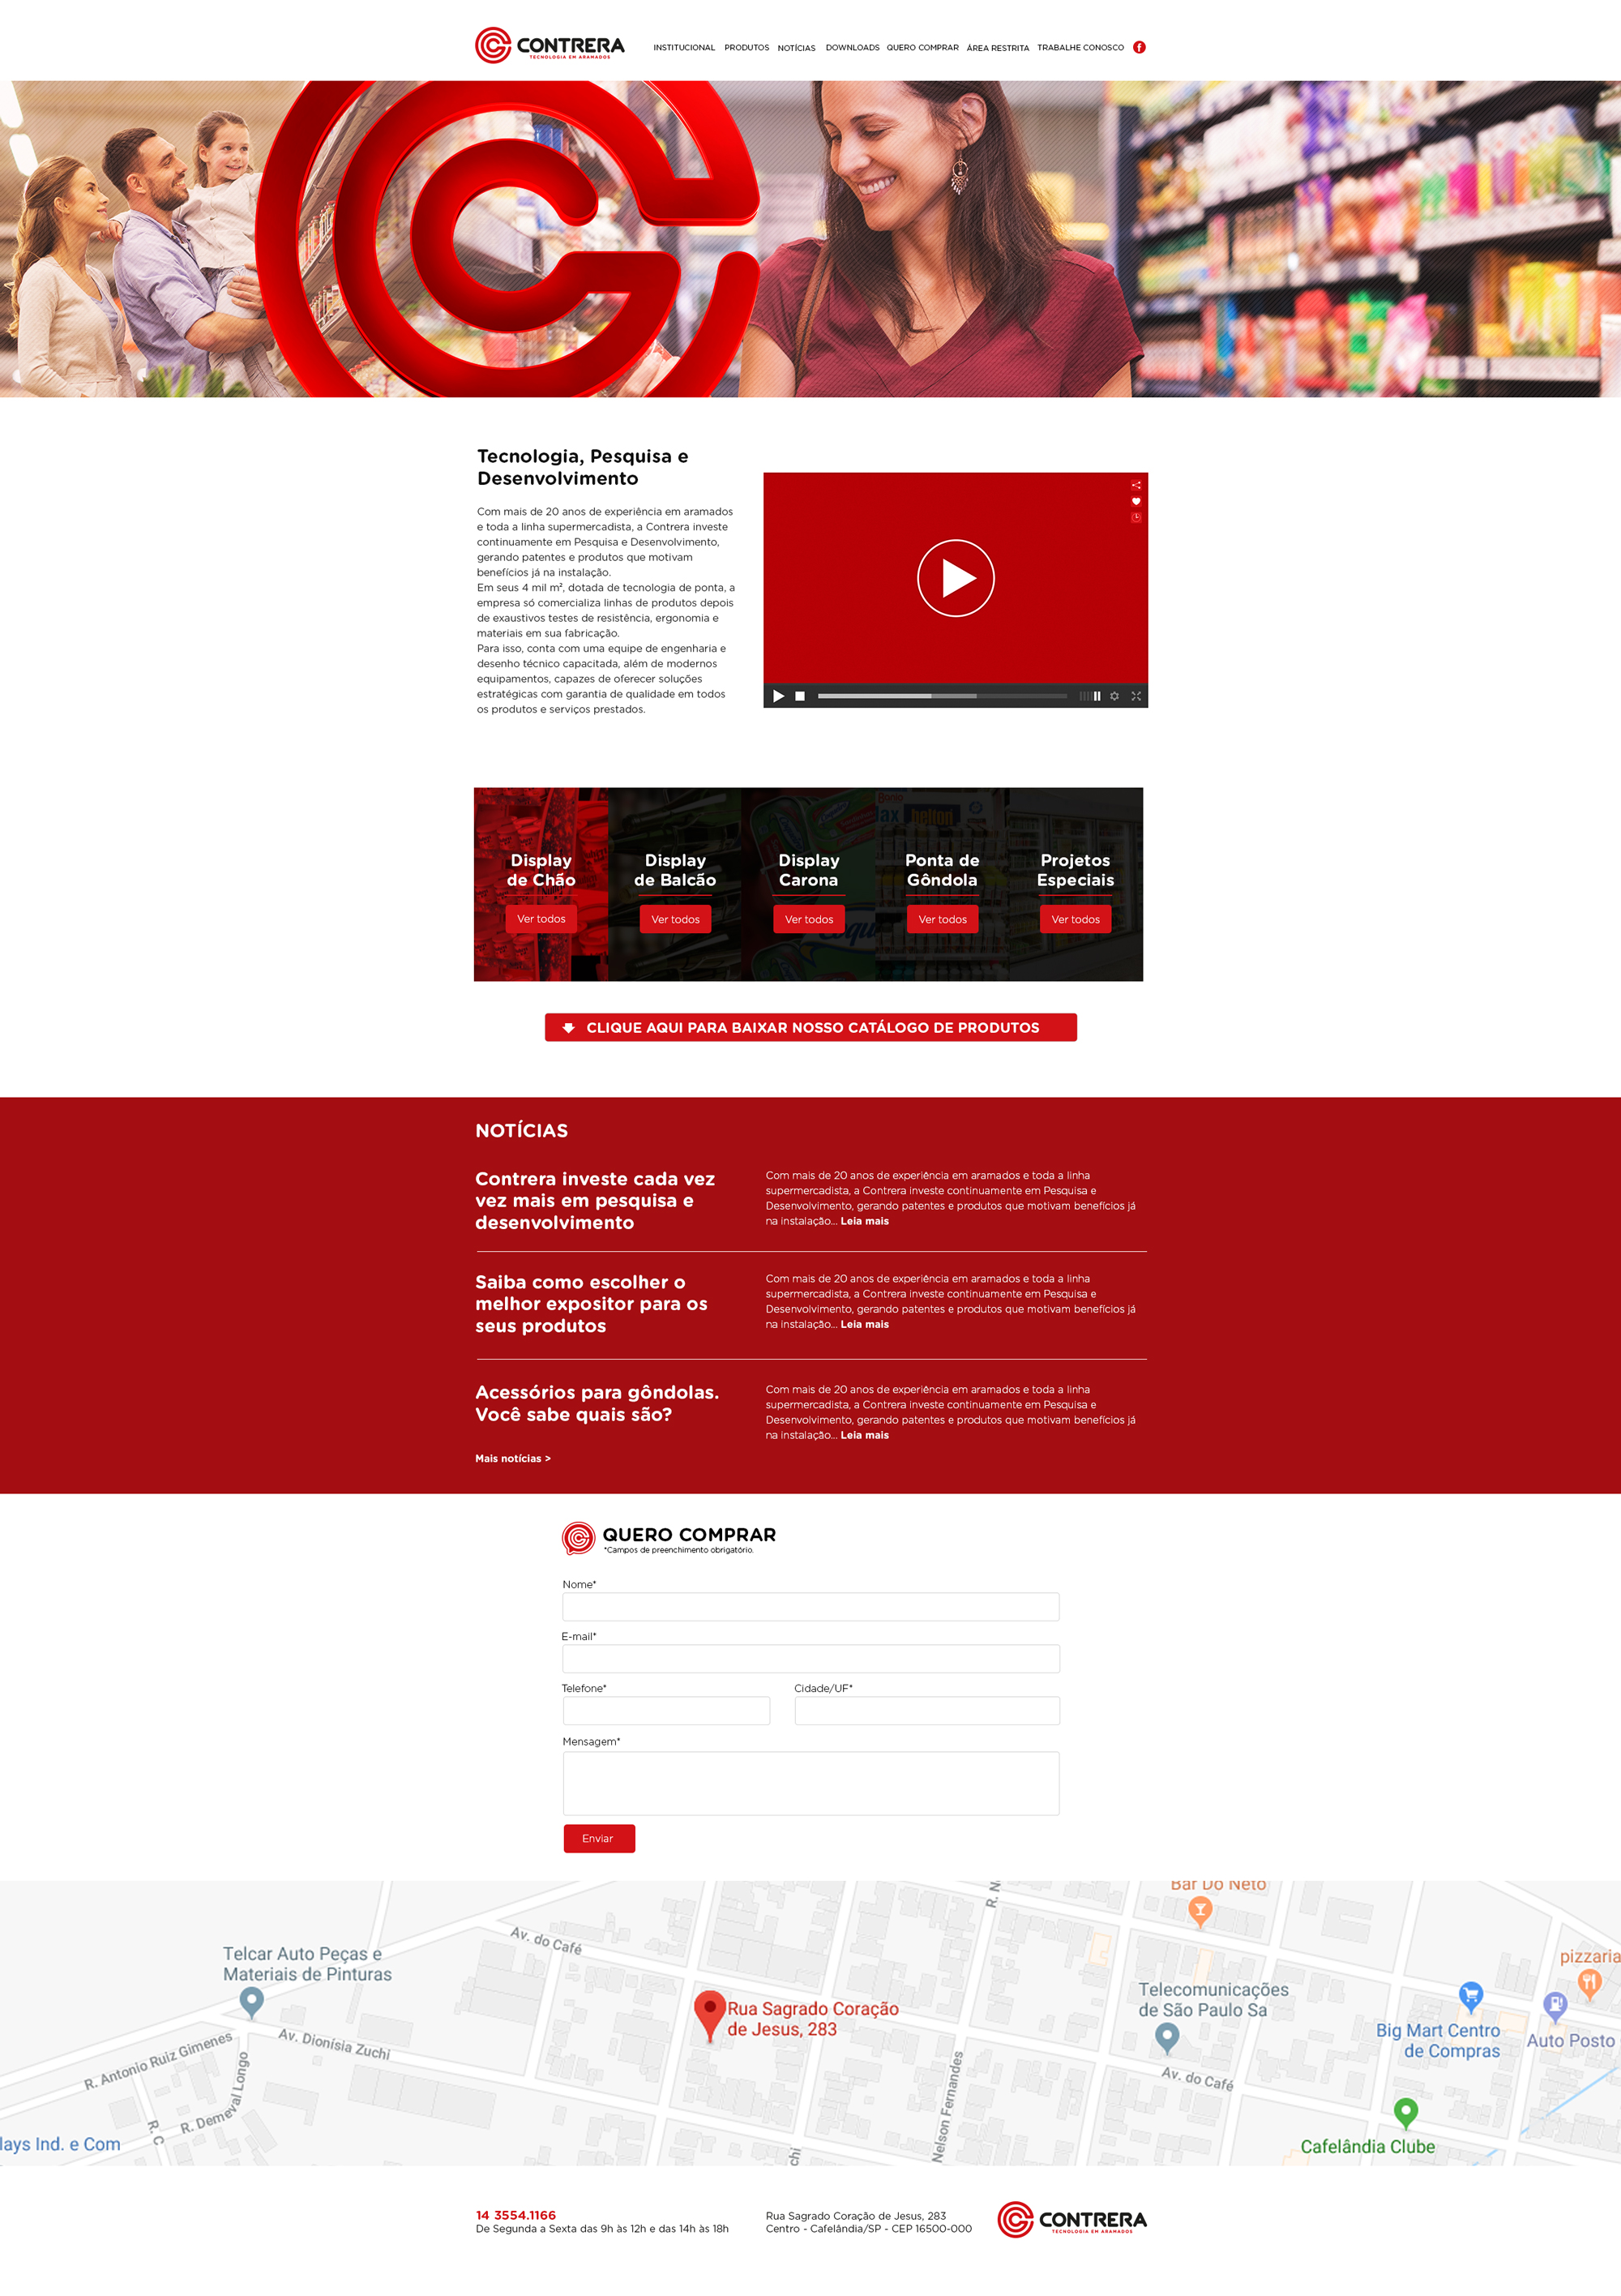 CONTRERA
TECNOLOGIA EM ARAMADOS
INSTITUCIONAL PRODUTOS NOTÍCIAS DOWNLOADS QUERO COMPRAR ÁREA RESTRITA TRABALHE CONOSCO
Tecnologia, Pesquisa e
Desenvolvimento
Com mais de 20 anos de experiência em aramados
e toda a linha supermercadista, a Contrera investe
continuamente em Pesquisa e Desenvolvimento,
gerando patentes e produtos que motivam
benefícios já na instalação.
Em seus 4 mil m², dotada de tecnologia de ponta, a
empresa só comercializa linhas de produtos depois
de exaustivos testes de resistência, ergonomia e
materiais em sua fabricação.
Para isso, conta com uma equipe de engenharia e
desenho técnico capacitada, além de modernos
equipamentos, capazes de oferecer soluções
estratégicas com garantia de qualidade em todos
os produtos e serviços prestados.
Display
de Chão
Ver todos
Display
de Balcão
Ver todos
Display
Carona
Ver todos
Ponta de
Gôndola
Ver todos
Projetos
Especiais
Ver todos
CLIQUE AQUI PARA BAIXAR NOSSO CATÁLOGO DE PRODUTOS
NOTÍCIAS
Contrera investe cada vez
vez mais em pesquisa e
desenvolvimento
Com mais de 20 anos de experiência em aramados e toda a linha
supermercadista, a Contrera investe continuamente em Pesquisa e
Desenvolvimento, gerando patentes e produtos que motivam benefícios já
na instalação... Leia mais
Saiba como escolher o
melhor expositor para os
seus produtos
Com mais de 20 anos de experiência em aramados e toda a linha
supermercadista, a Contrera investe continuamente em Pesquisa e
Desenvolvimento, gerando patentes e produtos que motivam benefícios já
na instalação... Leia mais
Acessórios para gôndolas.
Você sabe quais são?
Com mais de 20 anos de experiência em aramados e toda a linha
supermercadista, a Contrera investe continuamente em Pesquisa e
Desenvolvimento, gerando patentes e produtos que motivam benefícios já
na instalação... Leia mais
Mais notícias >
QUERO COMPRAR
*Campos de preenchimento obrigatório.
Nome*
E-mail*
Telefone*
Cidade/UF*
Mensagem*
Enviar
Bar Do Neto
R. N
Av. do Café
Telcar Auto Peças e
Materiais de Pinturas
pizzaria
Telecomunicações
de São Paulo Sa
Rua Sagrado Coração
de Jesus, 283
Big Mart Centro
de Compras
Auto Posto
R. Antonio Ruiz Gimenes
Av. Dionísia Zuchi
R. Demeval Longo
Nelson Fernandes
Av. do Café
R. C
lays Ind. e Com
chi
Cafelândia Clube
14 3554.1166
De Segunda a Sexta das 9h às 12h e das 14h às 18h
Rua Sagrado Coração de Jesus, 283
Centro - Cafelândia/SP - CEP 16500-000
CONTRERA
TECNOLOGIA EM ARAMADOS